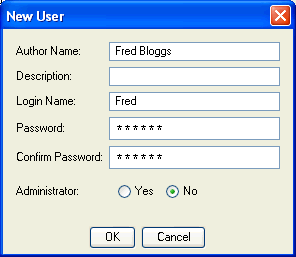 New User
Author Name: Fred Bloggs
Description:
Login Name: Fred
Password: ******
Confirm Password: ******
Administrator: Yes No
OK Cancel